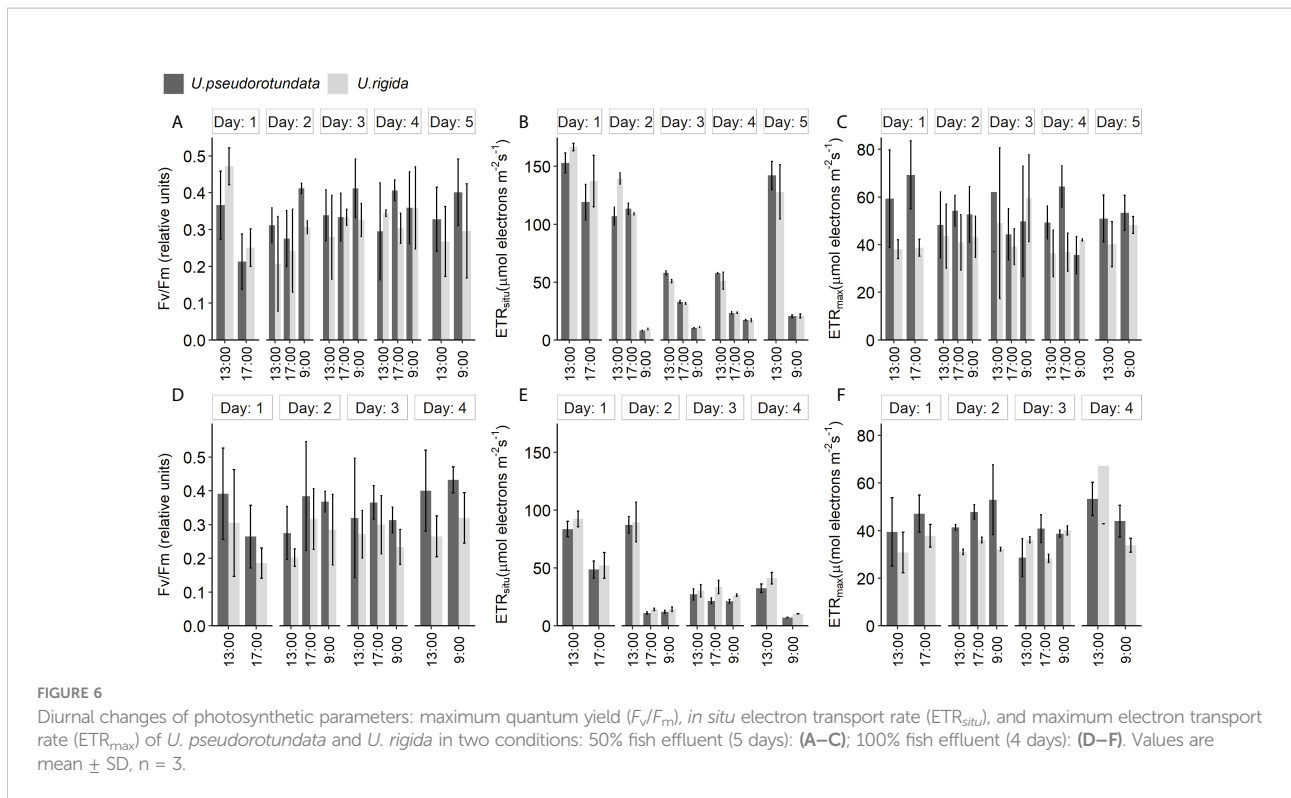 U.pseudorotundata U.rigida
A
Day: 1 Day: 2 Day: 3 Day: 4 Day: 5
Fv/Fm (relative units)
0.5
0.4
0.3
0.2
0.1
0.0
13:00 17:00 13:00 17:00 9:00 13:00 17:00 9:00 13:00 17:00 9:00 13:00 9:00
B
Day: 1 Day: 2 Day: 3 Day: 4 Day: 5
ETRsitu(μmol electrons m-2s-1)
150
100
50
0
13:00 17:00 13:00 17:00 9:00 13:00 17:00 9:00 13:00 17:00 9:00 13:00 9:00
C
Day: 1 Day: 2 Day: 3 Day: 4 Day: 5
ETRmax(μmol electrons m-2s-1)
80
60
40
20
0
13:00 17:00 13:00 17:00 9:00 13:00 17:00 9:00 13:00 17:00 9:00 13:00 9:00
D
Day: 1 Day: 2 Day: 3 Day: 4
Fv/Fm (relative units)
0.5
0.4
0.3
0.2
0.1
0.0
13:00 17:00 13:00 17:00 9:00 13:00 17:00 9:00 13:00 9:00
E
Day: 1 Day: 2 Day: 3 Day: 4
ETRsitu(μmol electrons m-2s-1)
150
100
50
0
13:00 17:00 13:00 17:00 9:00 13:00 17:00 9:00 13:00 9:00
F
Day: 1 Day: 2 Day: 3 Day: 4
ETRmax(μ(mol electrons m-2s-1)
80
60
40
20
0
13:00 17:00 13:00 17:00 9:00 13:00 17:00 9:00 13:00 9:00
FIGURE 6
Diurnal changes of photosynthetic parameters: maximum quantum yield (Fv/Fm), in situ electron transport rate (ETRsitu), and maximum electron transport
rate (ETRmax) of U. pseudorotundata and U. rigida in two conditions: 50% fish effluent (5 days): (A–C); 100% fish effluent (4 days): (D–F). Values are
mean ± SD, n = 3.